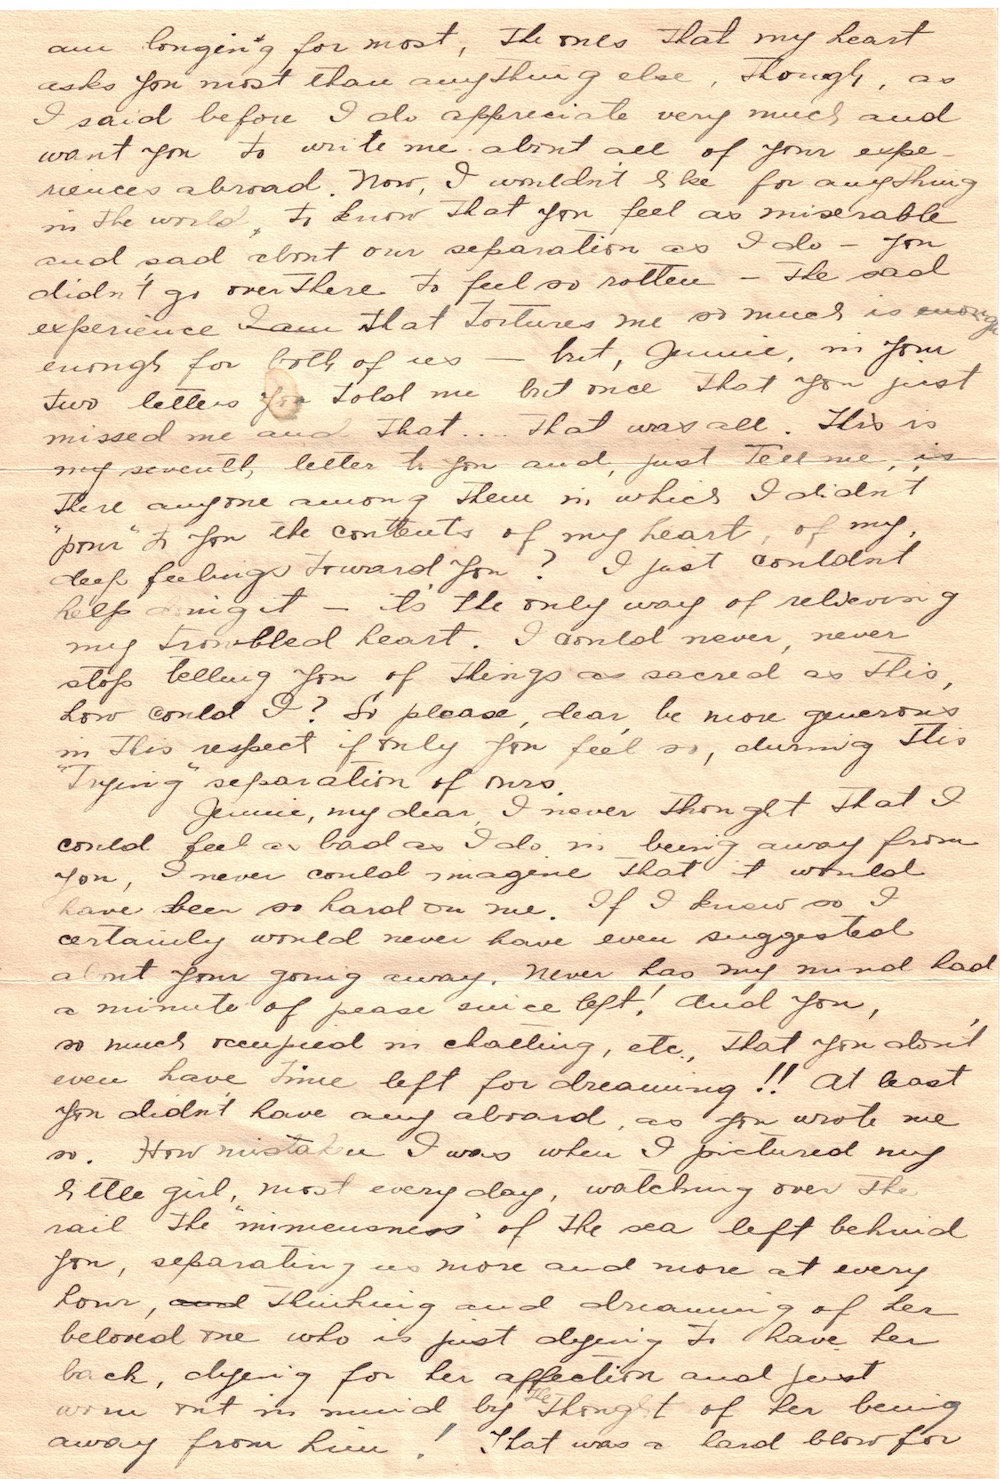 am longing for most, the ones that my heart
asks you most than anything else, though, as
I said before I do appreciate very much and
want you to write me about all of your expe-
riences abroad. Now, I wouldn't like for anything
in the world, to know that you feel as miserable
and sad about our separation as I do – you
didn't go over there to feel so rotten – the sad
experience I am that tortures me so much is enough
enough for both of us – but, Jennie, in your
two letters you told me but once that you just
missed me and that.... that was all. This is
my seventh letter to you and, just tell me, is
there anyone among them in which I didn't
"pour" to you the contents of my heart, of my,
deep feelings toward you? I just couldn't
help doing it – it's the only way of relieving
my troubled heart. I could never, never
stop telling you of things as sacred as this,
how could I? So please, dear, be more generous
in this respect if only you feel so, during this
"Trying" separation of ours.
Jennie, my dear, I never thought that I
could feel as bad as I do in being away from
you, I never could imagine that it would
have been so hard on me. If I knew so I
certainly would never have even suggested
about your going away. Never has my mind had
a minute of pease since left! And you,
so much occupied in chatting, etc., that you don't
even have time left for dreaming!! At least
you didn't have any aboard, as you wrote me
so. How mistaken I was when I pictured my
little girl, most every day, watching over the
rail the of the sea left behind
you, separating us more and more at every
hour, and thinking and dreaming of her
beloved one who is just dying to have her
back, dying for her affection and just
worn out in mind by the thought of her being
away from him! That was a hard blow for